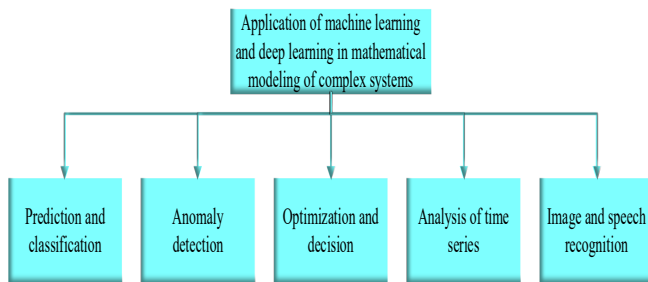 Application of machine learning
and deep learning in mathematical
modeling of complex systems
Prediction and
classification
Anomaly
detection
Optimization and
decision
Analysis of time
series
Image and speech
recognition